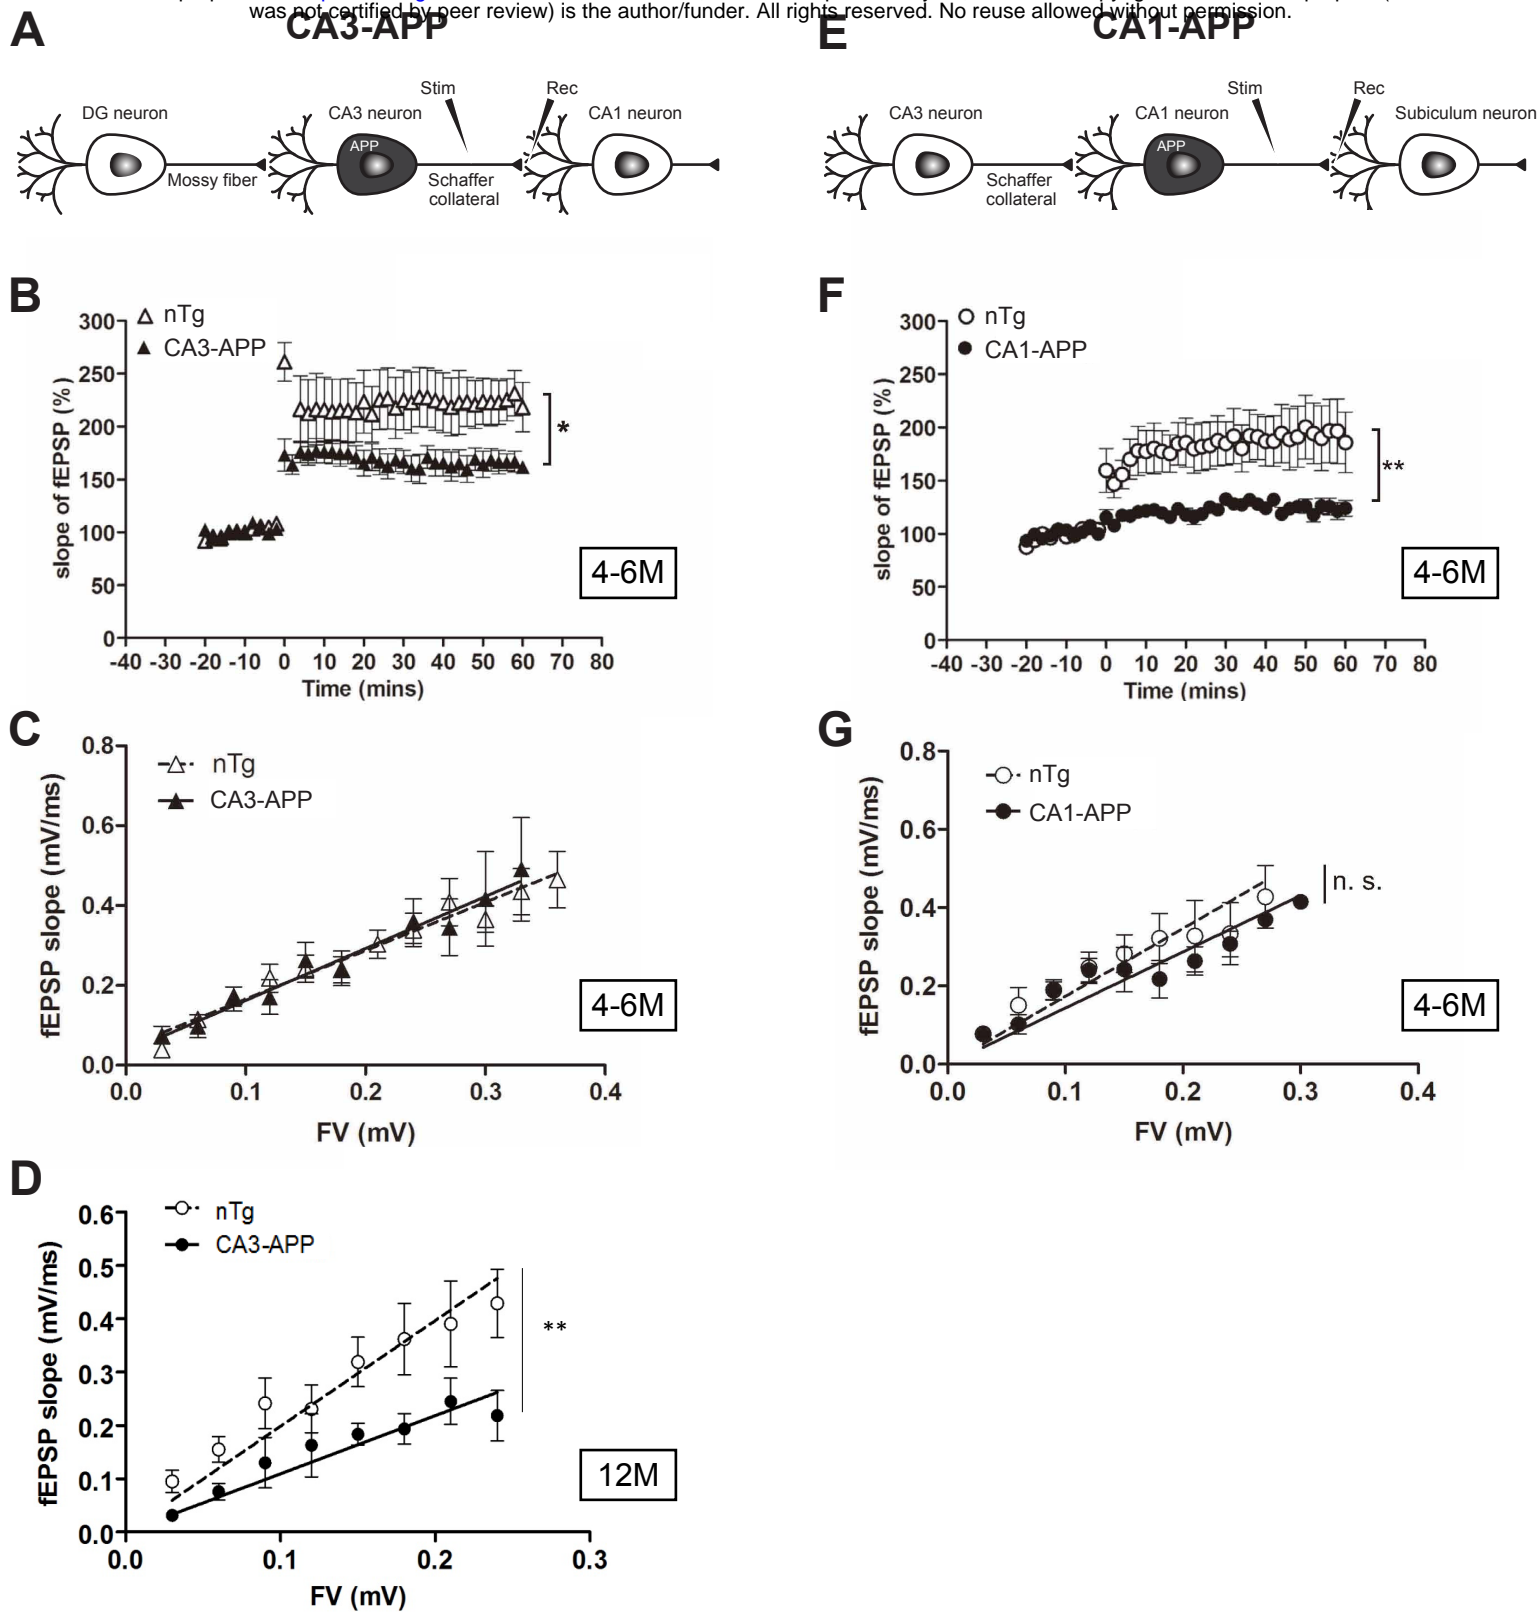 was not certified by peer review) is the author/funder. All rights reserved. No reuse allowed without permission.
A
CA3-APP
Stim
Rec
DG neuron
CA3 neuron
CA1 neuron
APP
Mossy fiber
Schaffer
collateral
B
nTg
CA3-APP
slope of fEPSP (%)
300
250
200
150
100
50
0
*
4-6M
-40 -30 -20 -10 0 10 20 30 40 50 60 70 80
Time (mins)
C
nTg
CA3-APP
fEPSP slope (mV/ms)
0.8
0.6
0.4
0.2
0.0
4-6M
0.0 0.1 0.2 0.3 0.4
FV (mV)
D
nTg
CA3-APP
fEPSP slope (mV/ms)
0.6
0.5
0.4
0.3
0.2
0.1
0.0
**
12M
0.0 0.1 0.2 0.3
FV (mV)
E
CA1-APP
Stim
Rec
CA3 neuron
CA1 neuron
Subiculum neuron
APP
Schaffer
collateral
F
nTg
CA1-APP
slope of fEPSP (%)
300
250
200
150
100
50
0
**
4-6M
-40 -30 -20 -10 0 10 20 30 40 50 60 70 80
Time (mins)
G
nTg
CA1-APP
fEPSP slope (mV/ms)
0.8
0.6
0.4
0.2
0.0
n. s.
4-6M
0.0 0.1 0.2 0.3 0.4
FV (mV)